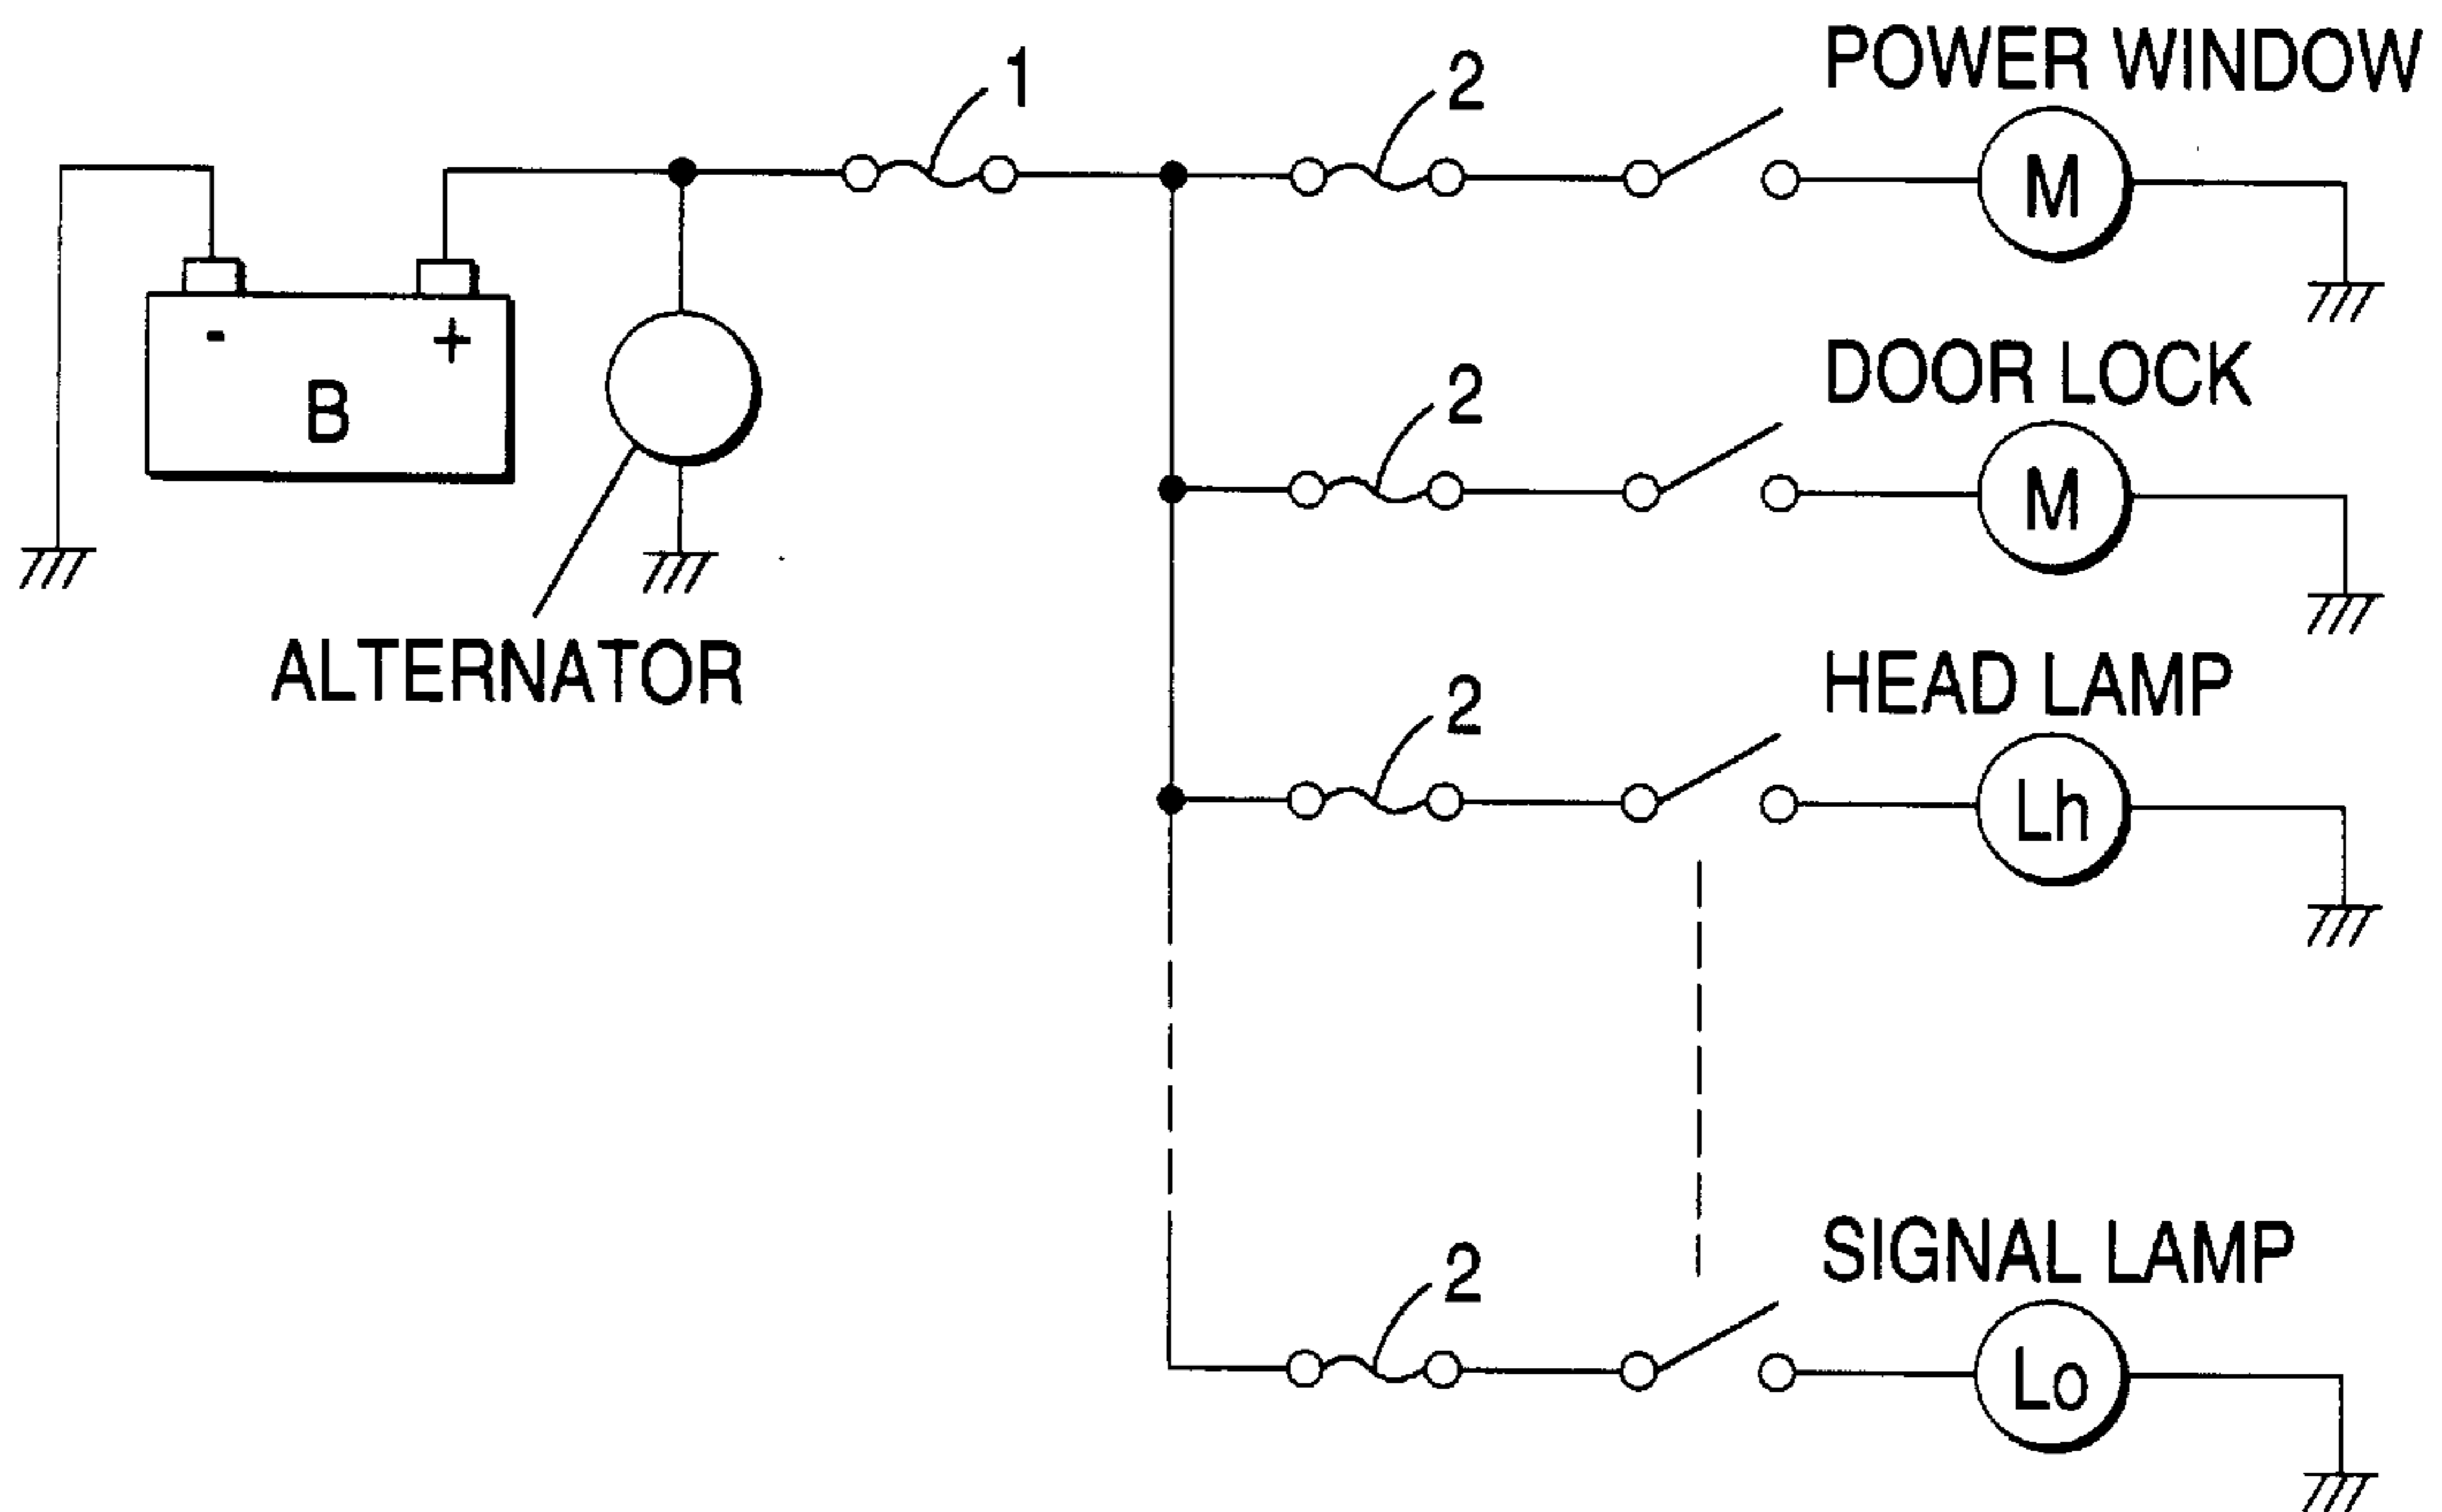 1
2
POWER WINDOW
M
- +
B
2
DOOR LOCK
M
ALTERNATOR
2
HEAD LAMP
Lh
2
SIGNAL LAMP
Lo